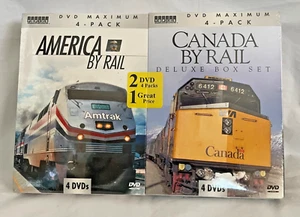 DVD MAXIMUM
4-PACK
AMERICA
BY RAIL
Amtrak
4 DVDs
DVD
2 DVD
4 Packs
1 Great
Price
DVD MAXIMUM
4-PACK
CANADA
BY RAIL
DELUXE BOX SET
6412
6412
Canada
4 DVDs
DVD